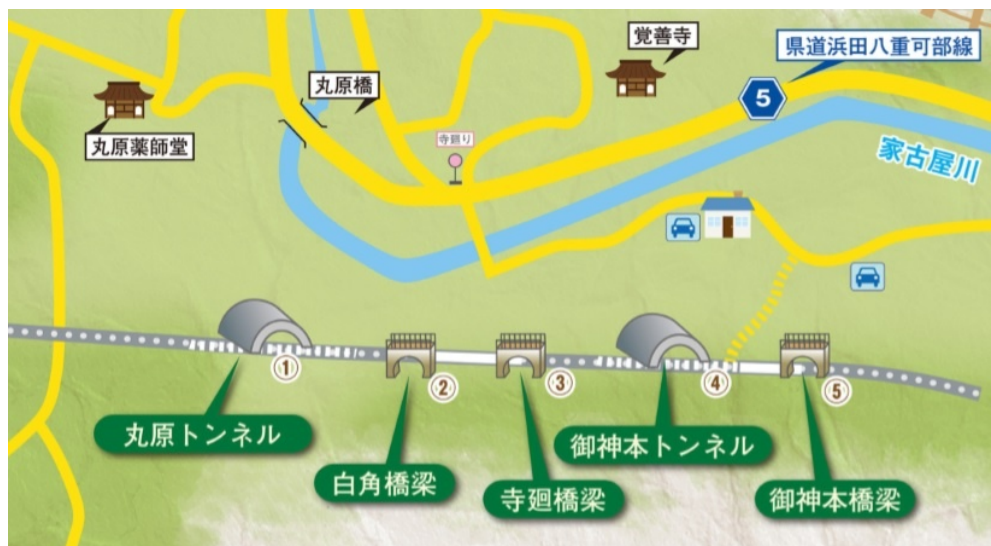 覚善寺
県道浜田八重可部線
丸原橋
5
寺廻り
丸原薬師堂
家古屋川
①
②
③
④
⑤
丸原トンネル
御神本トンネル
白角橋梁
寺廻橋梁
御神本橋梁